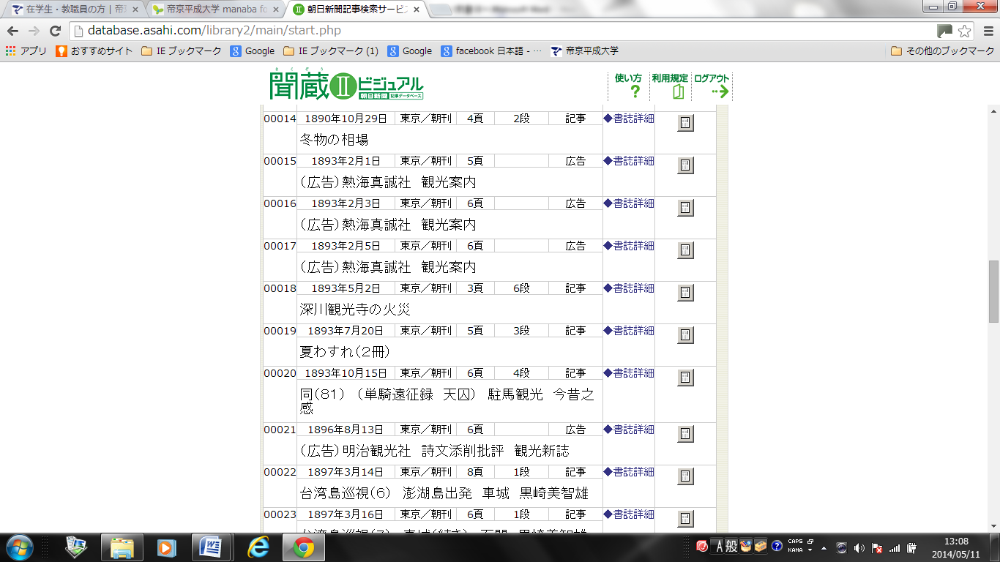 在学生・教職員の方 | 帝
帝京平成大学 manaba fo
朝日新聞記事検索サービス
database.asahi.com/library2/main/start.php
アプリ おすすめサイト IE ブックマーク Google IE ブックマーク (1) Google facebook 日本語 - … 帝京平成大学 その他のブックマーク
きくぞう
聞蔵Ⅱビジュアル
朝日新聞 記事データベース
使い方 利用規定 ログアウト
00014 1890年10月29日 東京／朝刊 4頁 2段 記事 ◆書誌詳細
冬物の相場
00015 1893年2月1日 東京／朝刊 5頁 広告 ◆書誌詳細
（広告）熱海真誠社　観光案内
00016 1893年2月3日 東京／朝刊 6頁 広告 ◆書誌詳細
（広告）熱海真誠社　観光案内
00017 1893年2月5日 東京／朝刊 6頁 広告 ◆書誌詳細
（広告）熱海真誠社　観光案内
00018 1893年5月2日 東京／朝刊 3頁 6段 記事 ◆書誌詳細
深川観光寺の火災
00019 1893年7月20日 東京／朝刊 5頁 3段 記事 ◆書誌詳細
夏わすれ（２冊）
00020 1893年10月15日 東京／朝刊 6頁 4段 記事 ◆書誌詳細
同（８１）　（単騎遠征録　天囚）　駐馬観光　今昔之
感
00021 1896年8月13日 東京／朝刊 6頁 広告 ◆書誌詳細
（広告）明治観光社　詩文添削批評　観光新誌
00022 1897年3月14日 東京／朝刊 8頁 1段 記事 ◆書誌詳細
台湾島巡視（６）　澎湖島出発　車城　黒崎美智雄
00023 1897年3月16日 東京／朝刊 6頁 1段 記事 ◆書誌詳細
A 般 CAPS KANA
13:08
2014/05/11